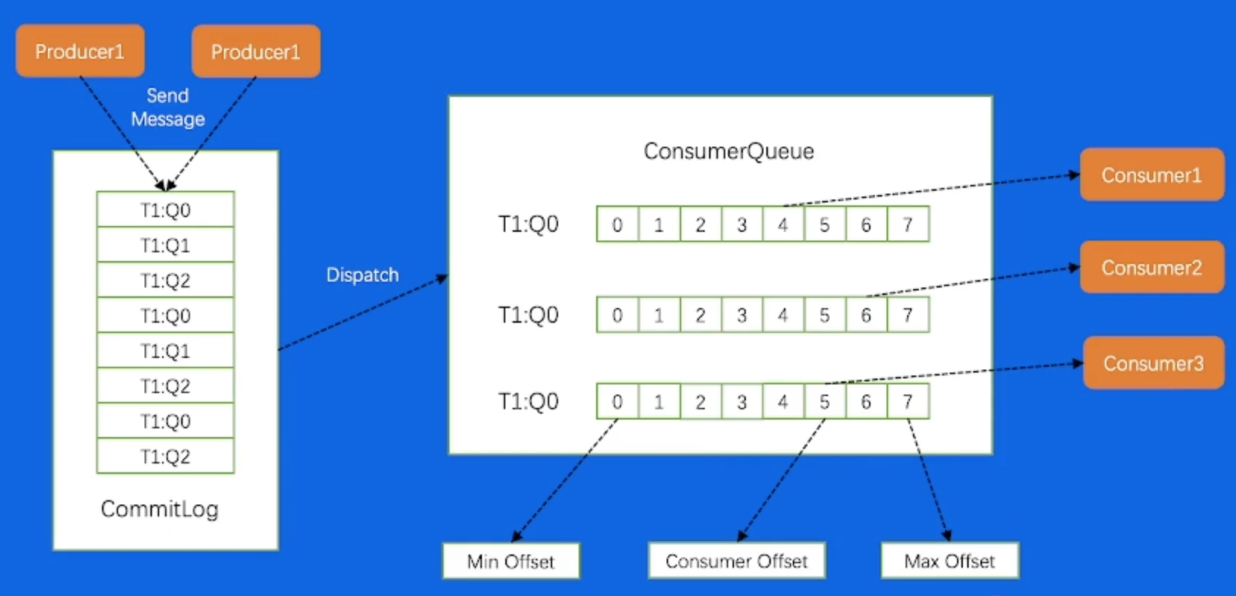 Producer1
Producer1
Send
Message
T1:Q0
T1:Q1
T1:Q2
T1:Q0
T1:Q1
T1:Q2
T1:Q0
T1:Q2
CommitLog
Dispatch
ConsumerQueue
T1:Q0 0 1 2 3 4 5 6 7
T1:Q0 0 1 2 3 4 5 6 7
T1:Q0 0 1 2 3 4 5 6 7
Consumer1
Consumer2
Consumer3
Min Offset
Consumer Offset
Max Offset